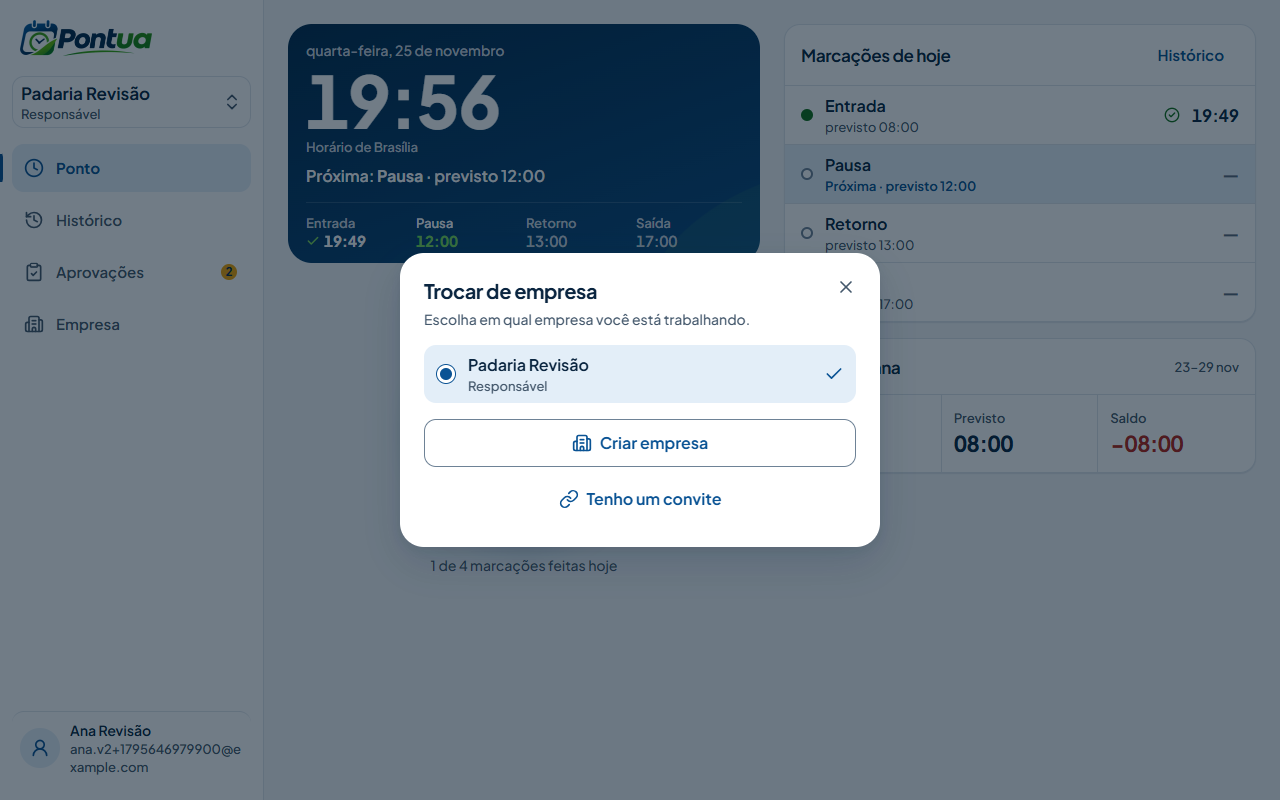 Pontua
Padaria Revisão
Responsável
Ponto
Histórico
Aprovações
2
Empresa
Ana Revisão
ana.v2+1795646979900@e
xample.com
quarta-feira, 25 de novembro
19:56
Horário de Brasília
Próxima: Pausa · previsto 12:00
Entrada
19:49
Pausa
12:00
Retorno
13:00
Saída
17:00
Marcações de hoje
Histórico
Entrada
previsto 08:00
19:49
Pausa
Próxima · previsto 12:00
—
Retorno
previsto 13:00
—
17:00
—
23–29 nov
Previsto
08:00
Saldo
−08:00
Trocar de empresa
Escolha em qual empresa você está trabalhando.
Padaria Revisão
Responsável
Criar empresa
Tenho um convite
1 de 4 marcações feitas hoje